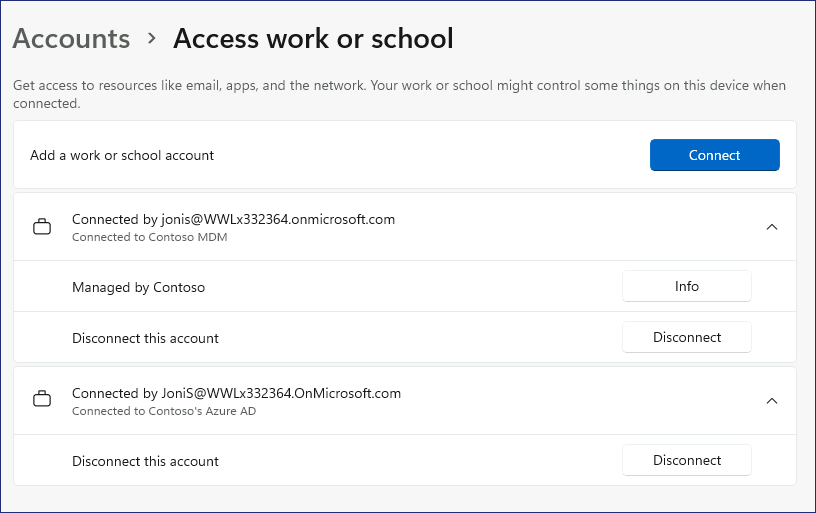 Accounts > Access work or school
Get access to resources like email, apps, and the network. Your work or school might control some things on this device when
connected.
Add a work or school account
Connect
Connected by jonis@WWLx332364.onmicrosoft.com
Connected to Contoso MDM
Managed by Contoso
Info
Disconnect this account
Disconnect
Connected by JoniS@WWLx332364.OnMicrosoft.com
Connected to Contoso's Azure AD
Disconnect this account
Disconnect